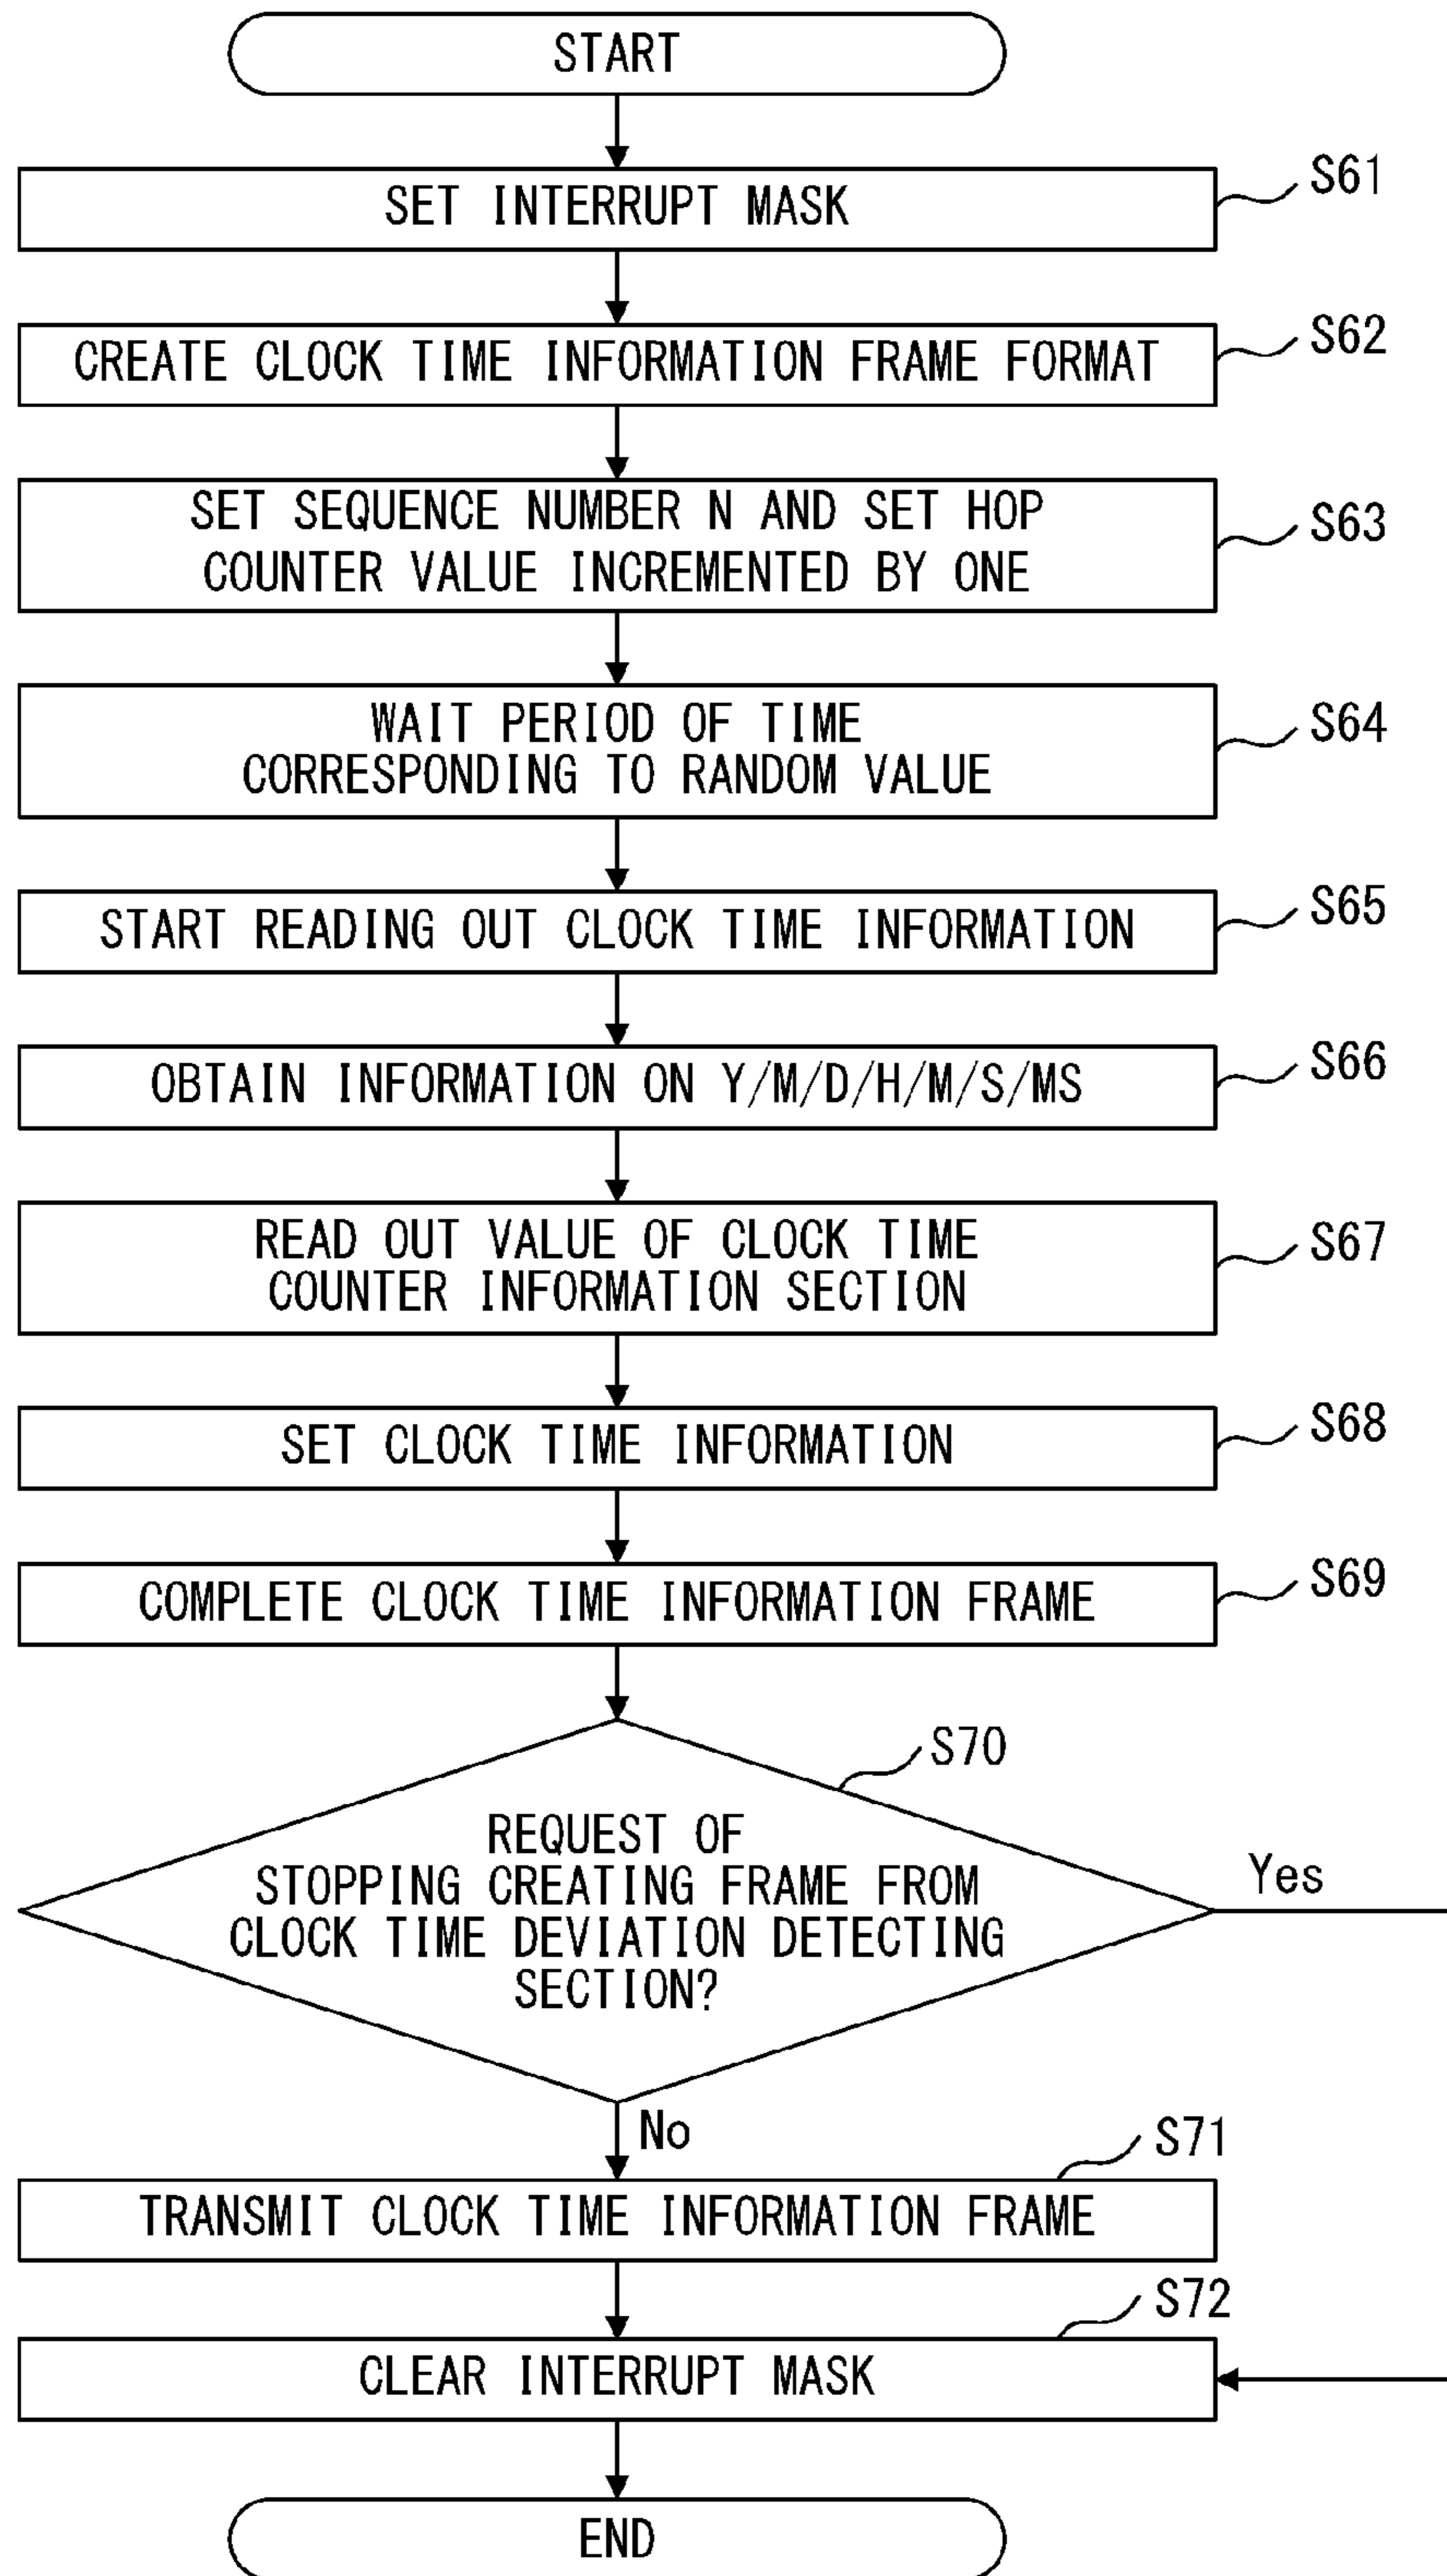 START
SET INTERRUPT MASK
S61
CREATE CLOCK TIME INFORMATION FRAME FORMAT
S62
SET SEQUENCE NUMBER N AND SET HOP
COUNTER VALUE INCREMENTED BY ONE
S63
WAIT PERIOD OF TIME
CORRESPONDING TO RANDOM VALUE
S64
START READING OUT CLOCK TIME INFORMATION
S65
OBTAIN INFORMATION ON Y/M/D/H/M/S/MS
S66
READ OUT VALUE OF CLOCK TIME
COUNTER INFORMATION SECTION
S67
SET CLOCK TIME INFORMATION
S68
COMPLETE CLOCK TIME INFORMATION FRAME
S69
S70
REQUEST OF
STOPPING CREATING FRAME FROM
CLOCK TIME DEVIATION DETECTING
SECTION?
Yes
No
S71
TRANSMIT CLOCK TIME INFORMATION FRAME
S72
CLEAR INTERRUPT MASK
END